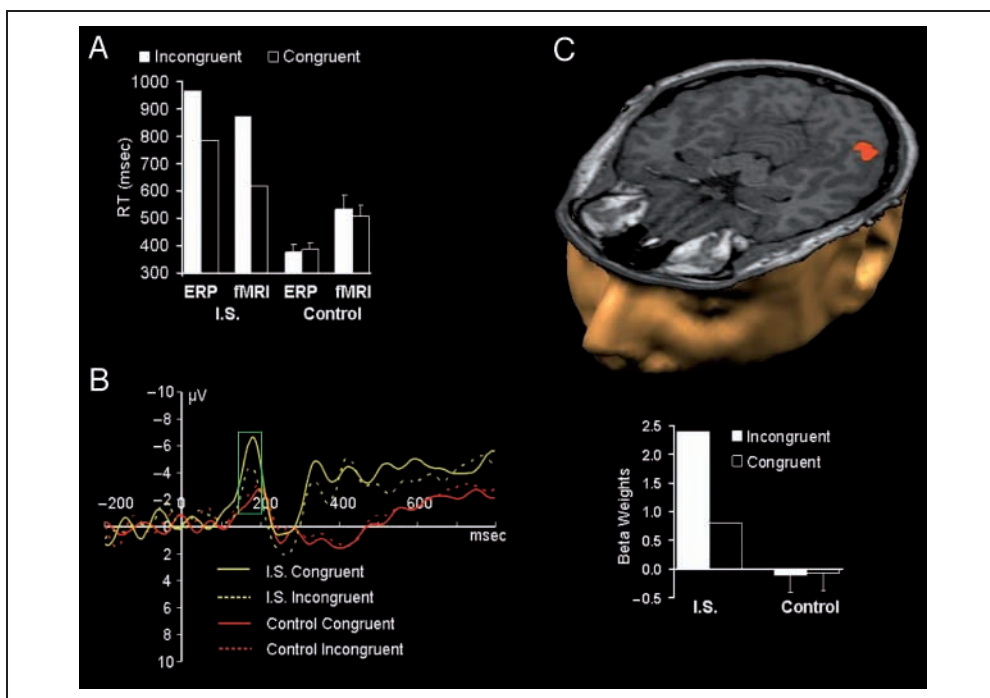 A
Incongruent Congruent
1000
900
800
700
600
500
400
300
RT (msec)
ERP fMRI ERP fMRI
I.S. Control
B
–10
–8
–6
–4
–2
0
2
4
6
8
10
µV
–200 0 200 400 600
msec
I.S. Congruent
I.S. Incongruent
Control Congruent
Control Incongruent
C
2.5
2.0
1.5
1.0
0.5
0.0
–0.5
Beta Weights
Incongruent
Congruent
I.S. Control